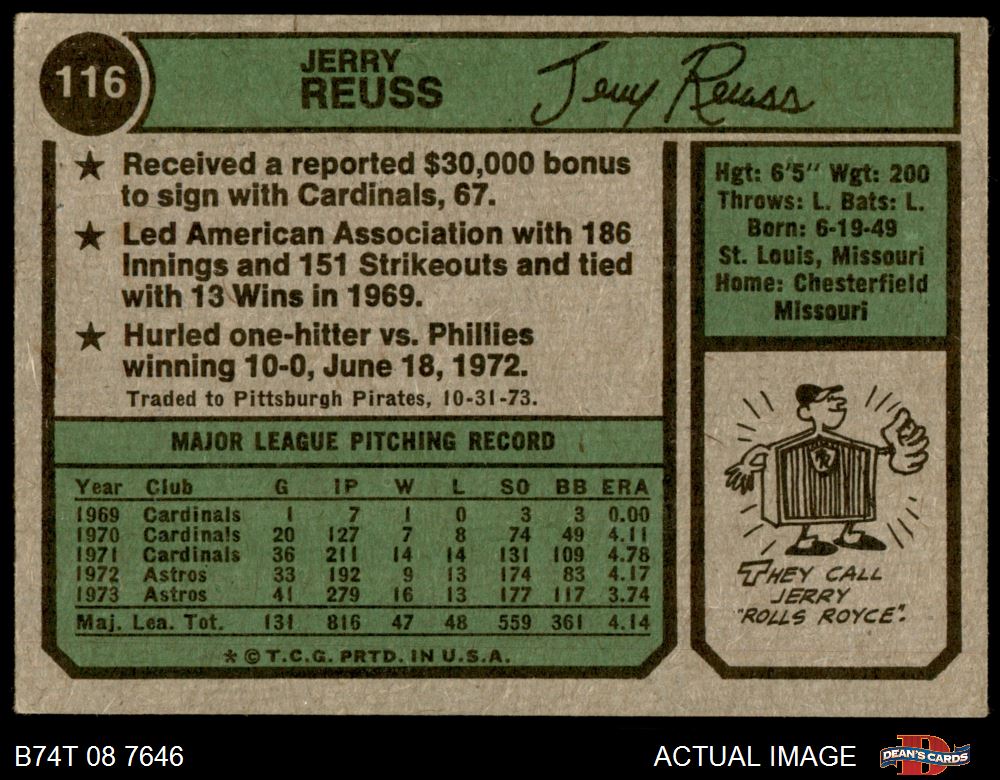 116
JERRY
REUSS
Jerry Reuss
★ Received a reported $30,000 bonus
to sign with Cardinals, 67.
★ Led American Association with 186
Innings and 151 Strikeouts and tied
with 13 Wins in 1969.
★ Hurled one-hitter vs. Phillies
winning 10-0, June 18, 1972.
Traded to Pittsburgh Pirates, 10-31-73.
Hgt: 6'5" Wgt: 200
Throws: L. Bats: L.
Born: 6-19-49
St. Louis, Missouri
Home: Chesterfield
Missouri
MAJOR LEAGUE PITCHING RECORD
Year Club G IP W L SO BB ERA
1969 Cardinals 1 7 1 0 3 3 0.00
1970 Cardinals 20 127 7 8 74 49 4.11
1971 Cardinals 36 211 14 14 131 109 4.78
1972 Astros 33 192 9 13 174 83 4.17
1973 Astros 41 279 16 13 177 117 3.74
Maj. Lea. Tot. 131 816 47 48 559 361 4.14
* © T.C.G. PRTD. IN U.S.A.
RR
THEY CALL
JERRY
"ROLLS ROYCE".
B74T 08 7646
ACTUAL IMAGE
D
DEAN'S CARDS